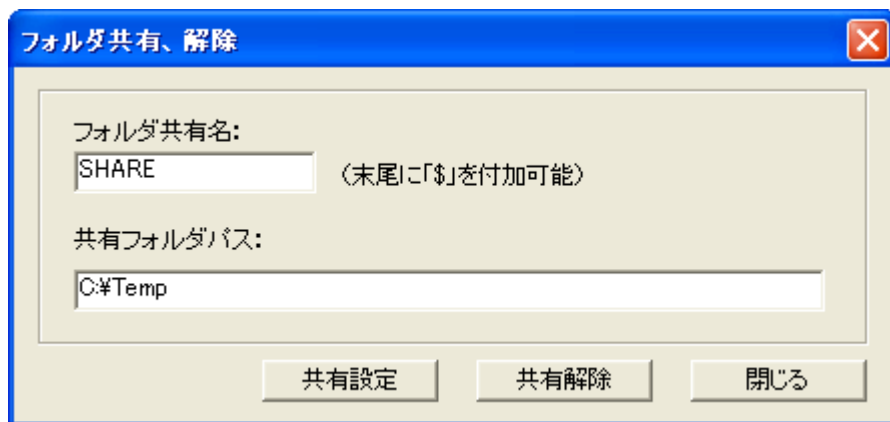 フォルダ共有、解除
フォルダ共有名:
SHARE
(末尾に「$」を付加可能)
共有フォルダパス:
C:¥Temp
共有設定 共有解除 閉じる